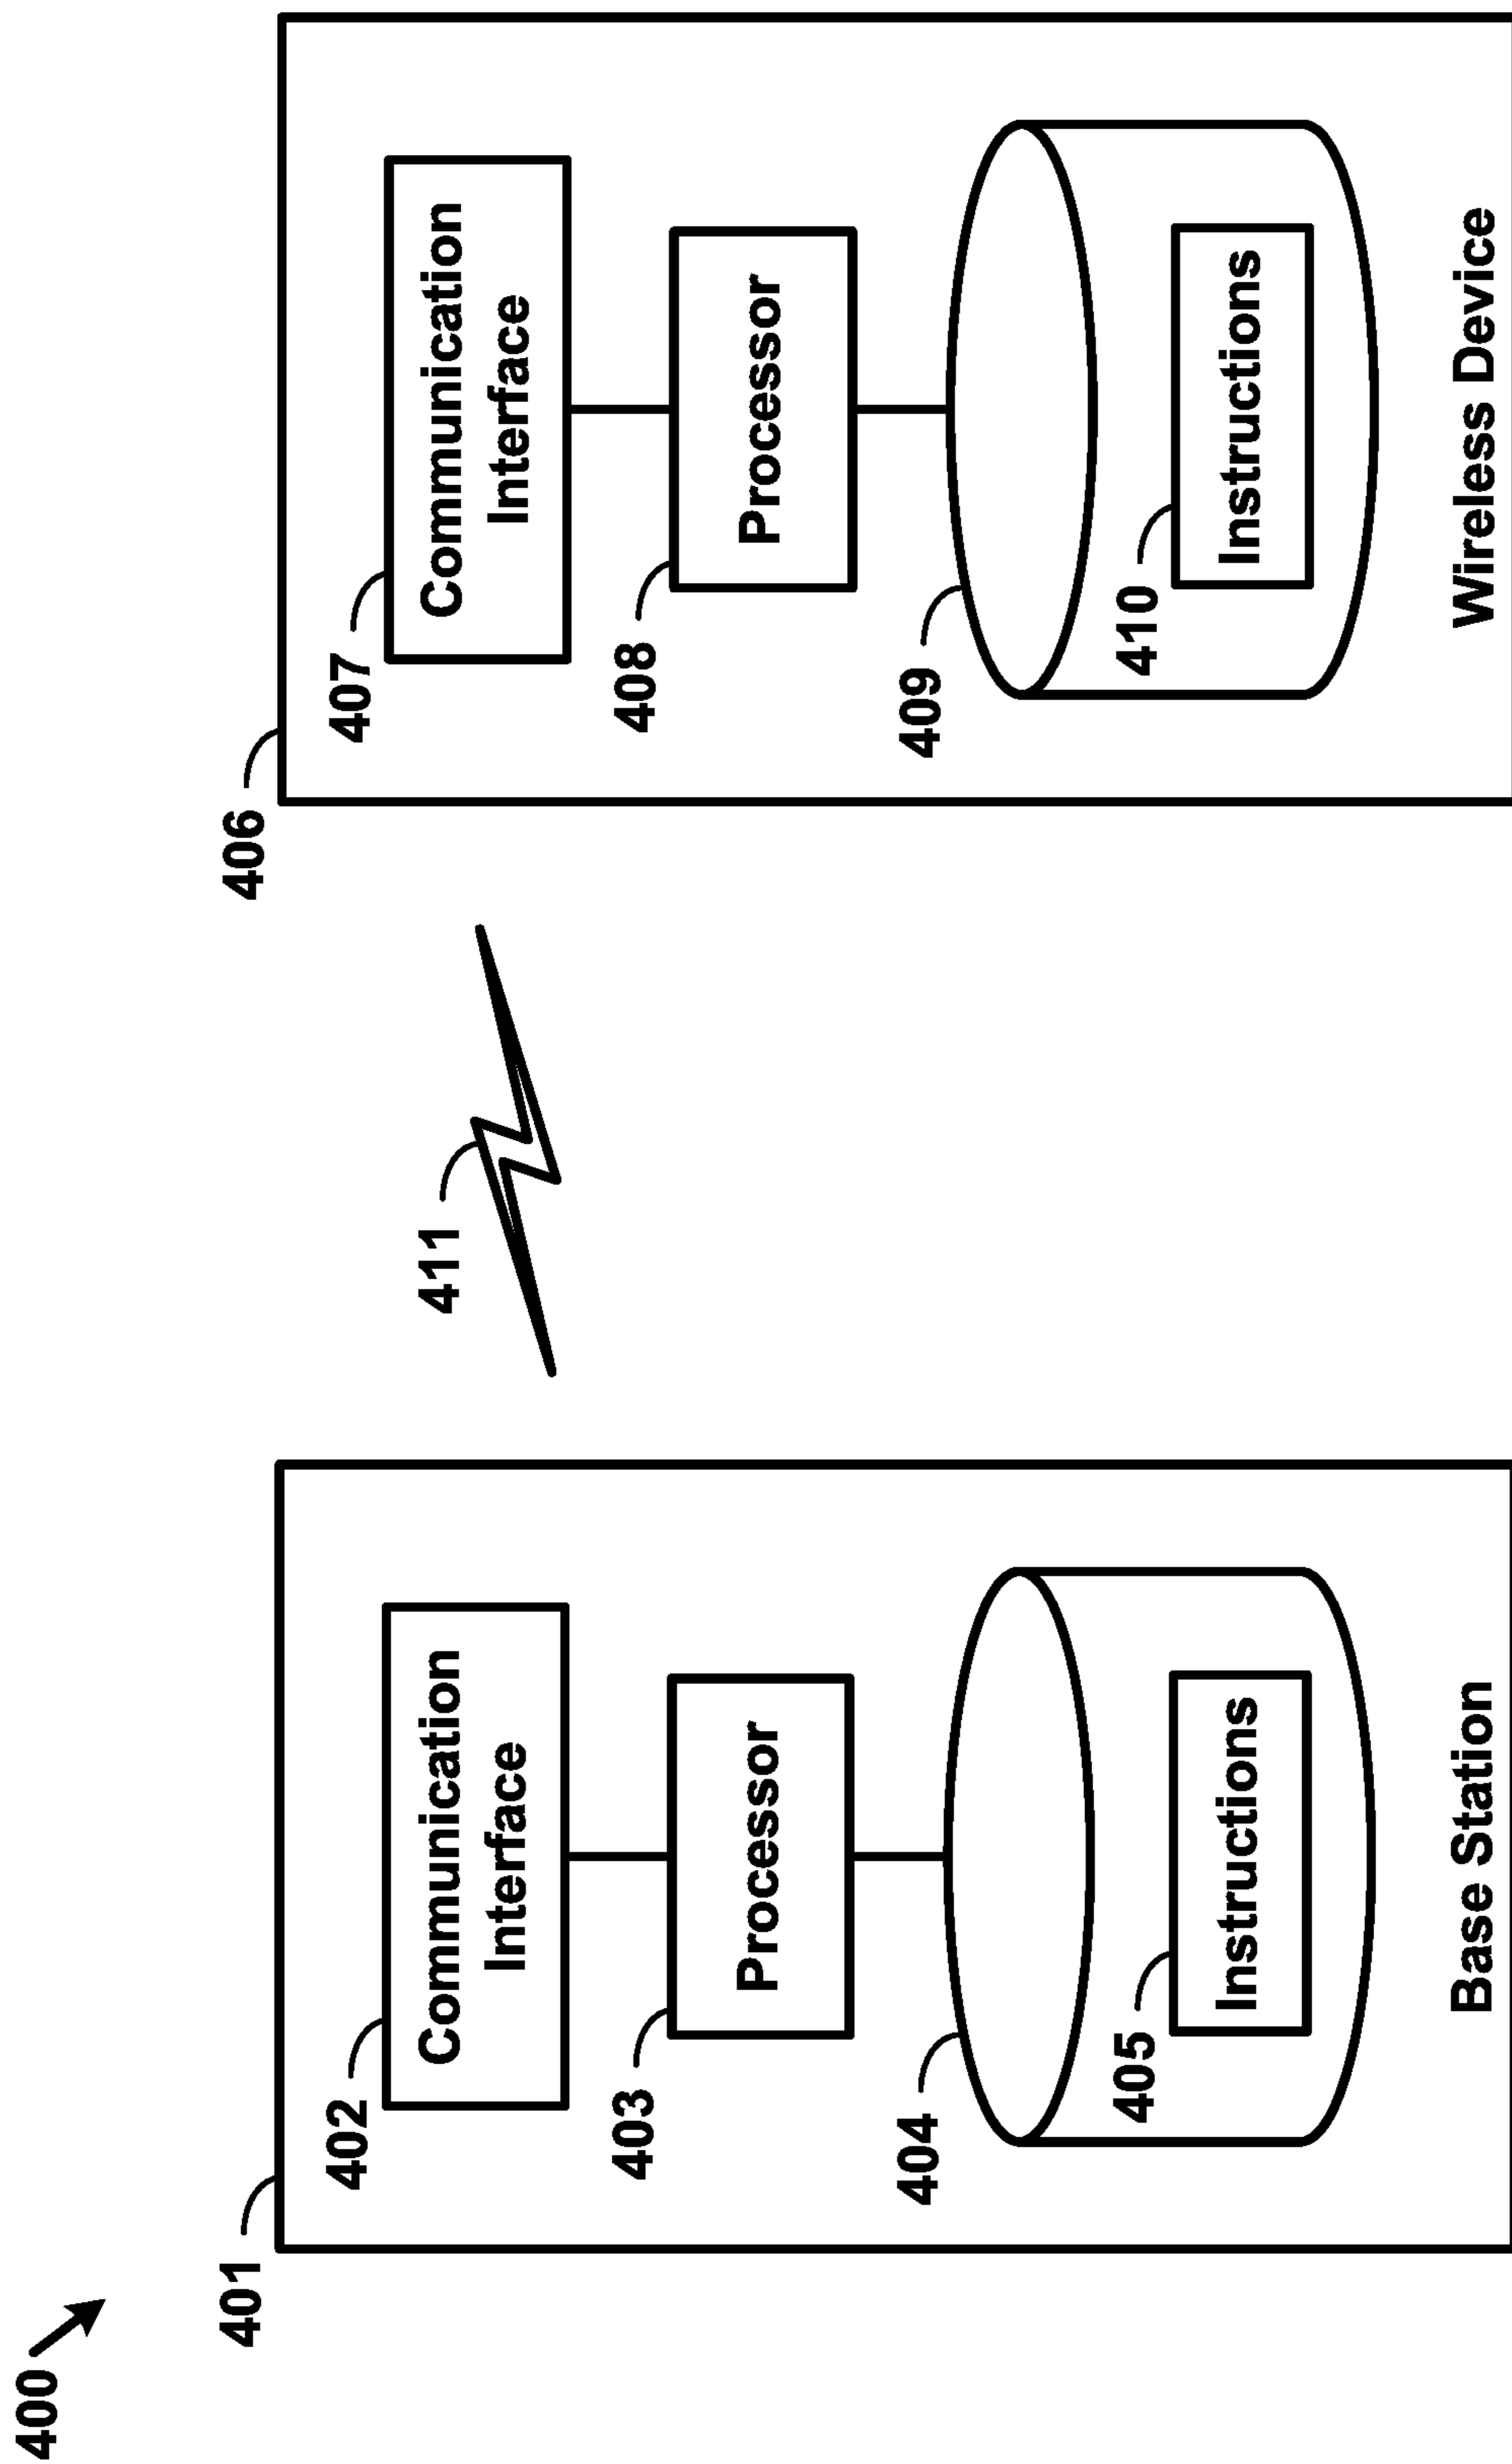 400
401
402
Communication
Interface
403
Processor
404
405
Instructions
Base Station
411
406
407
Communication
Interface
408
Processor
409
410
Instructions
Wireless Device